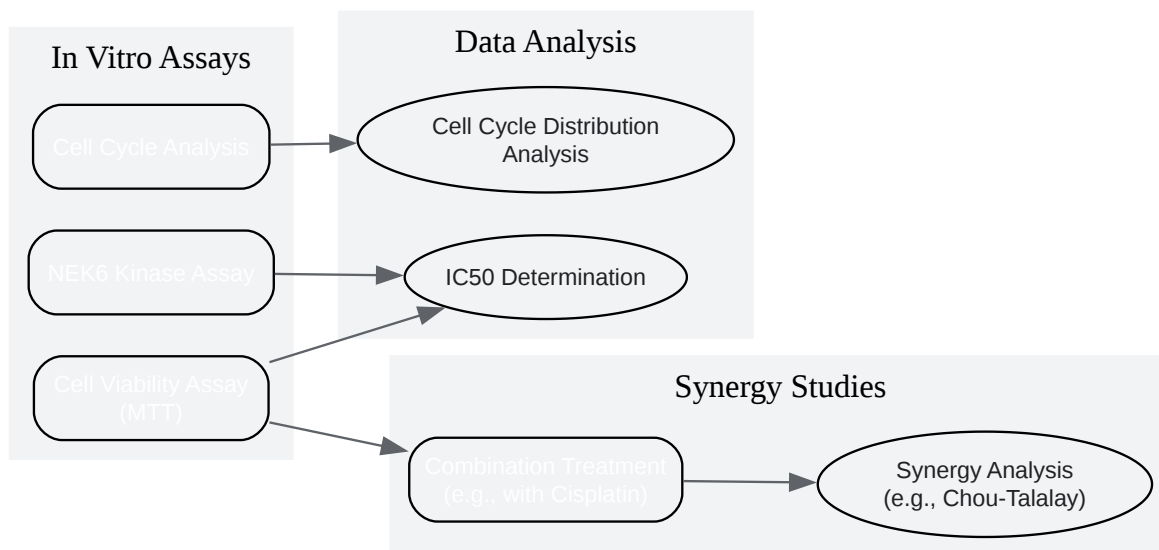 In Vitro Assays
Cell Cycle Analysis
NEK6 Kinase Assay
Cell Viability Assay
(MTT)
Data Analysis
Cell Cycle Distribution
Analysis
IC50 Determination
Synergy Studies
Combination Treatment
(e.g., with Cisplatin)
Synergy Analysis
(e.g., Chou-Talalay)